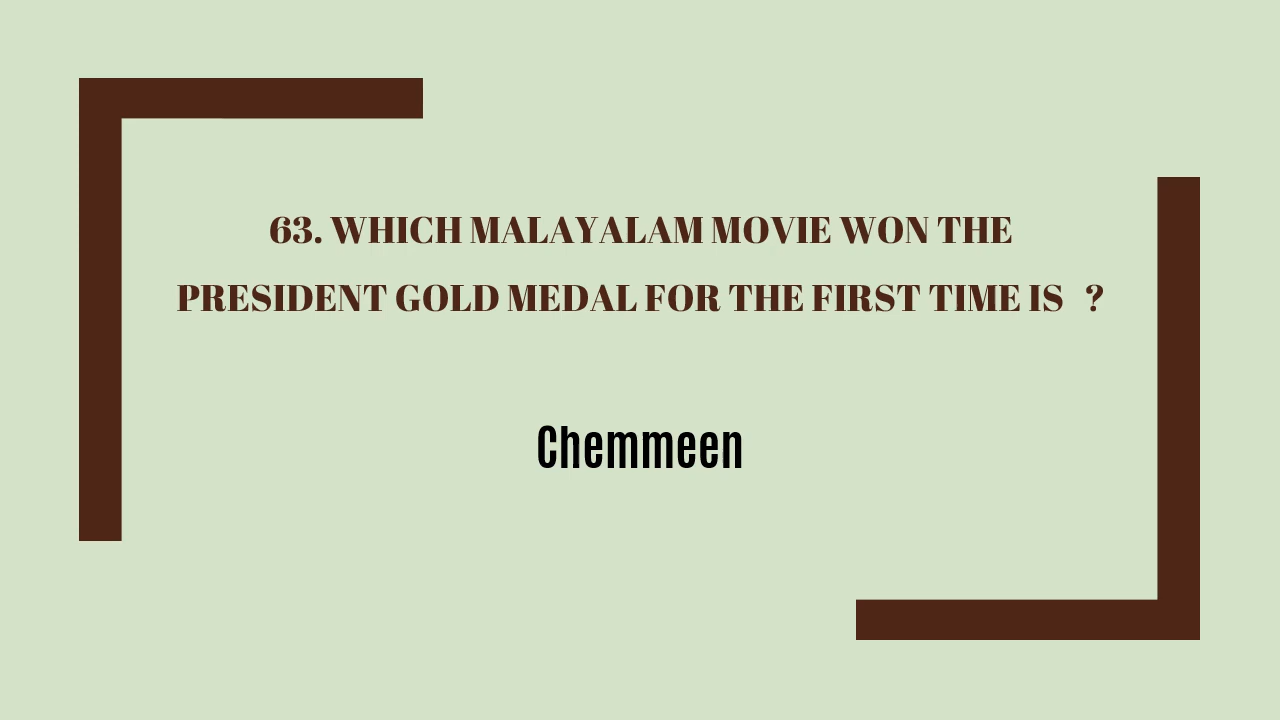 63. WHICH MALAYALAM MOVIE WON THE
PRESIDENT GOLD MEDAL FOR THE FIRST TIME IS ?
Chemmeen